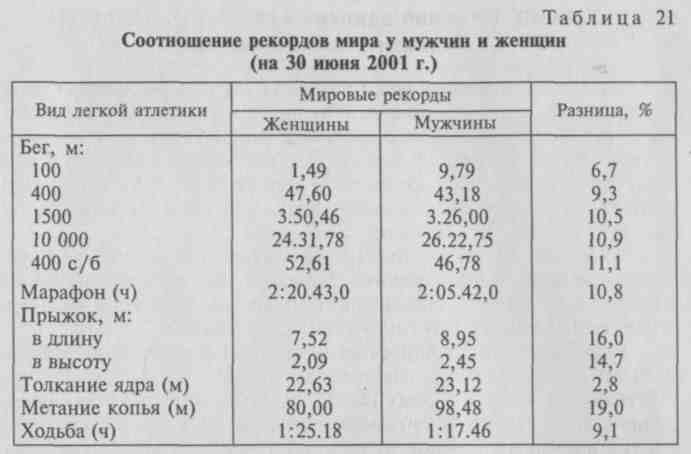 Таблица 21
Соотношение рекордов мира у мужчин и женщин
(на 30 июня 2001 г.)
Вид легкой атлетики Мировые рекорды Разница, %
Женщины Мужчины
Бег, м:
100 1,49 9,79 6,7
400 47,60 43,18 9,3
1500 3.50,46 3.26,00 10,5
10 000 24.31,78 26.22,75 10,9
400 с/б 52,61 46,78 11,1
Марафон (ч) 2:20.43,0 2:05.42,0 10,8
Прыжок, м:
в длину 7,52 8,95 16,0
в высоту 2,09 2,45 14,7
Толкание ядра (м) 22,63 23,12 2,8
Метание копья (м) 80,00 98,48 19,0
Ходьба (ч) 1:25.18 1:17.46 9,1